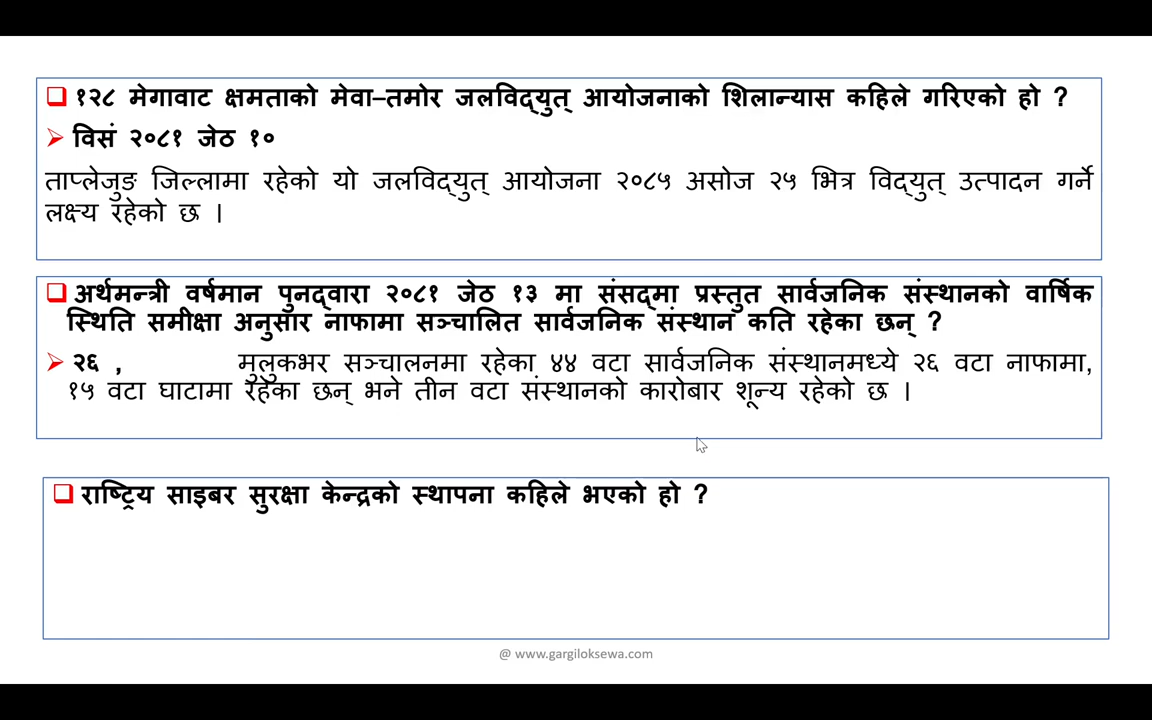 १२८ मेगावाट क्षमताको मेवा–तमोर जलविद्युत् आयोजनाको शिलान्यास कहिले गरिएको हो ?
विसं २०८१ जेठ १०
ताप्लेजुङ जिल्लामा रहेको यो जलविद्युत् आयोजना २०८५ असोज २५ भित्र विद्युत् उत्पादन गर्ने
लक्ष्य रहेको छ ।
अर्थमन्त्री वर्षमान पुनद्वारा २०८१ जेठ १३ मा संसद्मा प्रस्तुत सार्वजनिक संस्थानको वार्षिक
स्थिति समीक्षा अनुसार नाफामा सञ्चालित सार्वजनिक संस्थान कति रहेका छन् ?
२६ , मुलुकभर सञ्चालनमा रहेका ४४ वटा सार्वजनिक संस्थानमध्ये २६ वटा नाफामा,
१५ वटा घाटामा रहेका छन् भने तीन वटा संस्थानको कारोबार शून्य रहेको छ ।
राष्ट्रिय साइबर सुरक्षा केन्द्रको स्थापना कहिले भएको हो ?
@ www.gargiloksewa.com